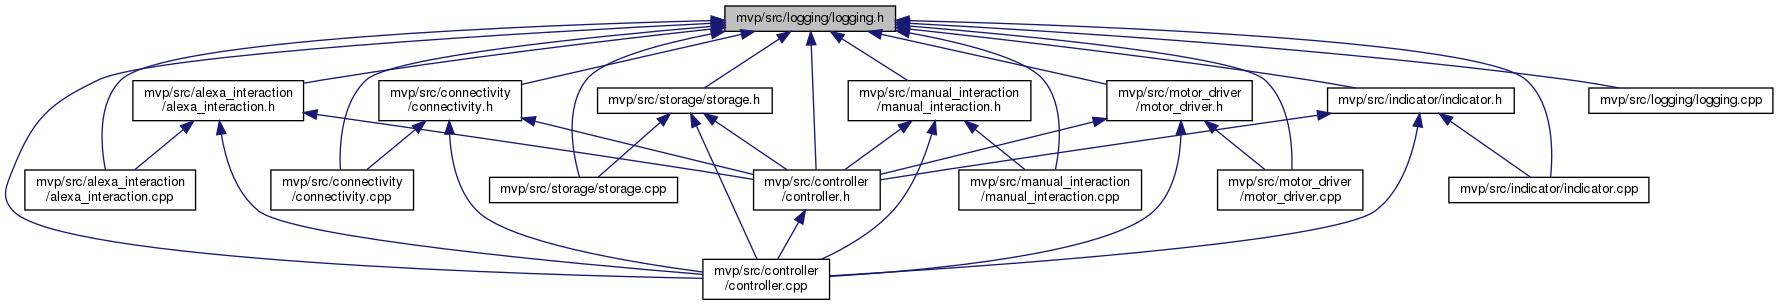 mvp/src/logging/logging.h
mvp/src/alexa_interaction
/alexa_interaction.h
mvp/src/connectivity
/connectivity.h
mvp/src/storage/storage.h
mvp/src/manual_interaction
/manual_interaction.h
mvp/src/motor_driver
/motor_driver.h
mvp/src/indicator/indicator.h
mvp/src/logging/logging.cpp
mvp/src/alexa_interaction
/alexa_interaction.cpp
mvp/src/connectivity
/connectivity.cpp
mvp/src/storage/storage.cpp
mvp/src/controller
/controller.h
mvp/src/manual_interaction
/manual_interaction.cpp
mvp/src/motor_driver
/motor_driver.cpp
mvp/src/indicator/indicator.cpp
mvp/src/controller
/controller.cpp